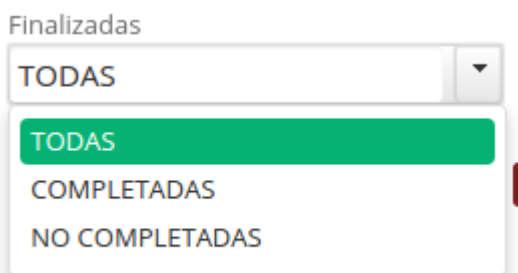 Finalizadas
TODAS
TODAS
COMPLETADAS
NO COMPLETADAS